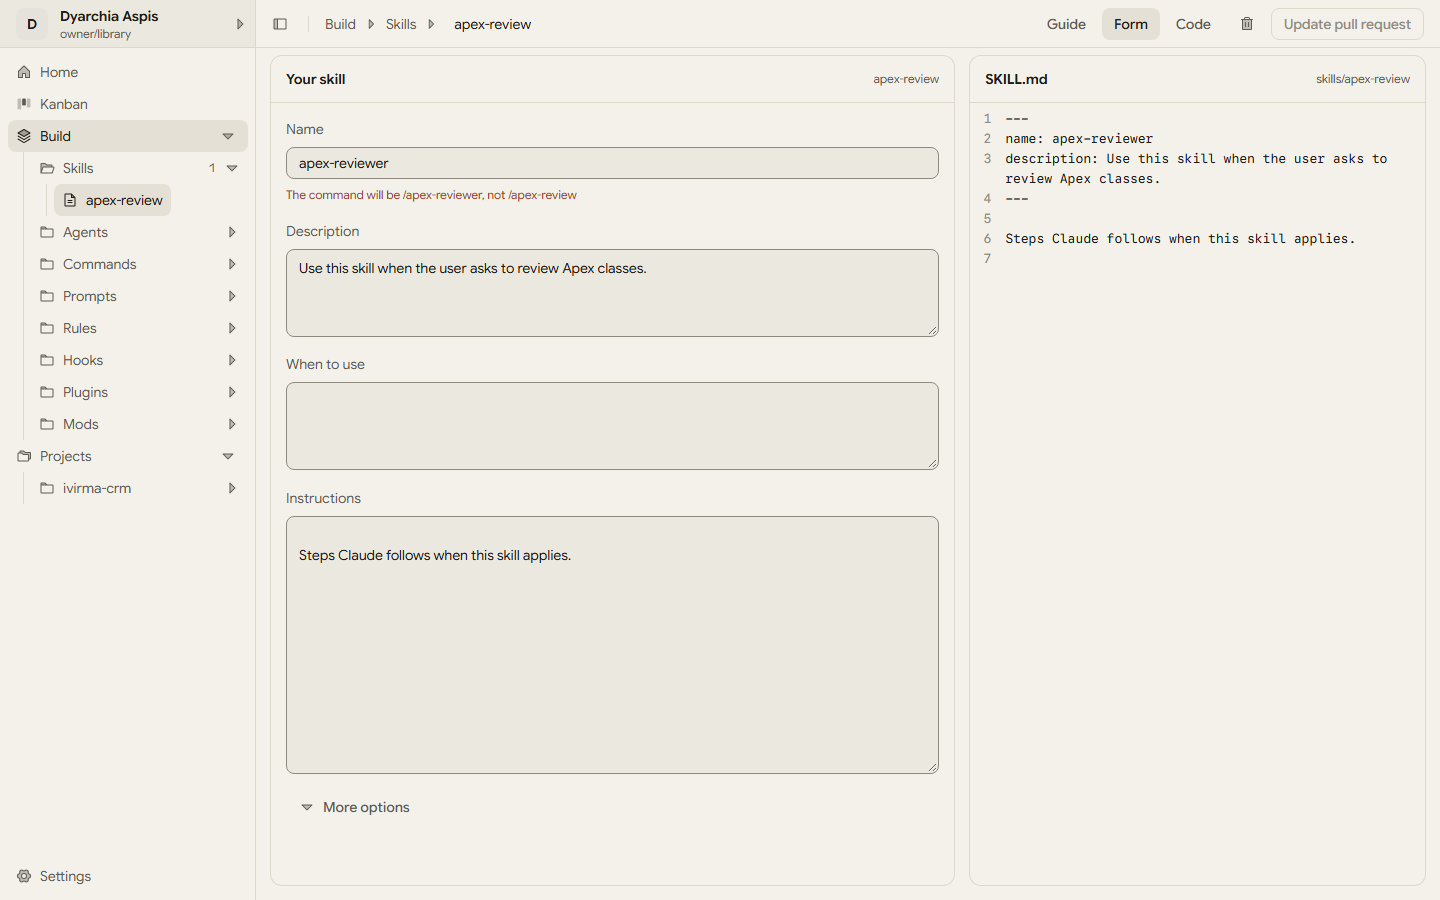 D
Dyarchia Aspis
owner/library
Home
Kanban
Build
Skills 1
apex-review
Agents
Commands
Prompts
Rules
Hooks
Plugins
Mods
Projects
ivirma-crm
Settings
Build Skills apex-review
Guide Form Code Update pull request
Your skill apex-review
Name
apex-reviewer
The command will be /apex-reviewer, not /apex-review
Description
Use this skill when the user asks to review Apex classes.
When to use
Instructions
Steps Claude follows when this skill applies.
More options
SKILL.md skills/apex-review
1 ---
2 name: apex-reviewer
3 description: Use this skill when the user asks to
review Apex classes.
4 ---
5
6 Steps Claude follows when this skill applies.
7